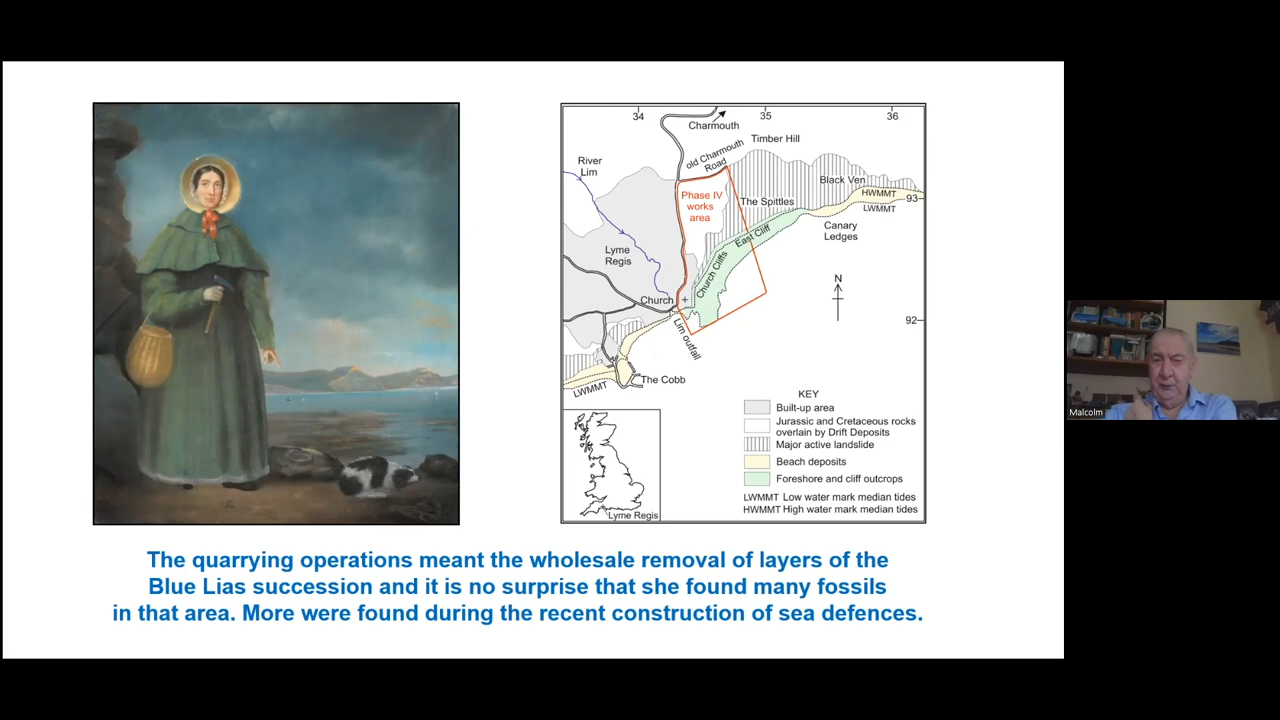 34
35
36
Charmouth
Timber Hill
old Charmouth
Road
River
Lim
Black Ven
Phase IV
works
area
HWMMT
The Spittles
93
LWMMT
Canary
Ledges
East Cliff
Lyme
Regis
Church Cliffs
N
Church
92
Lim outfall
The Cobb
LWMMT
KEY
Built-up area
Jurassic and Cretaceous rocks
overlain by Drift Deposits
Major active landslide
Beach deposits
Foreshore and cliff outcrops
LWMMT Low water mark median tides
HWMMT High water mark median tides
Lyme Regis
Malcolm
The quarrying operations meant the wholesale removal of layers of the
Blue Lias succession and it is no surprise that she found many fossils
in that area. More were found during the recent construction of sea defences.